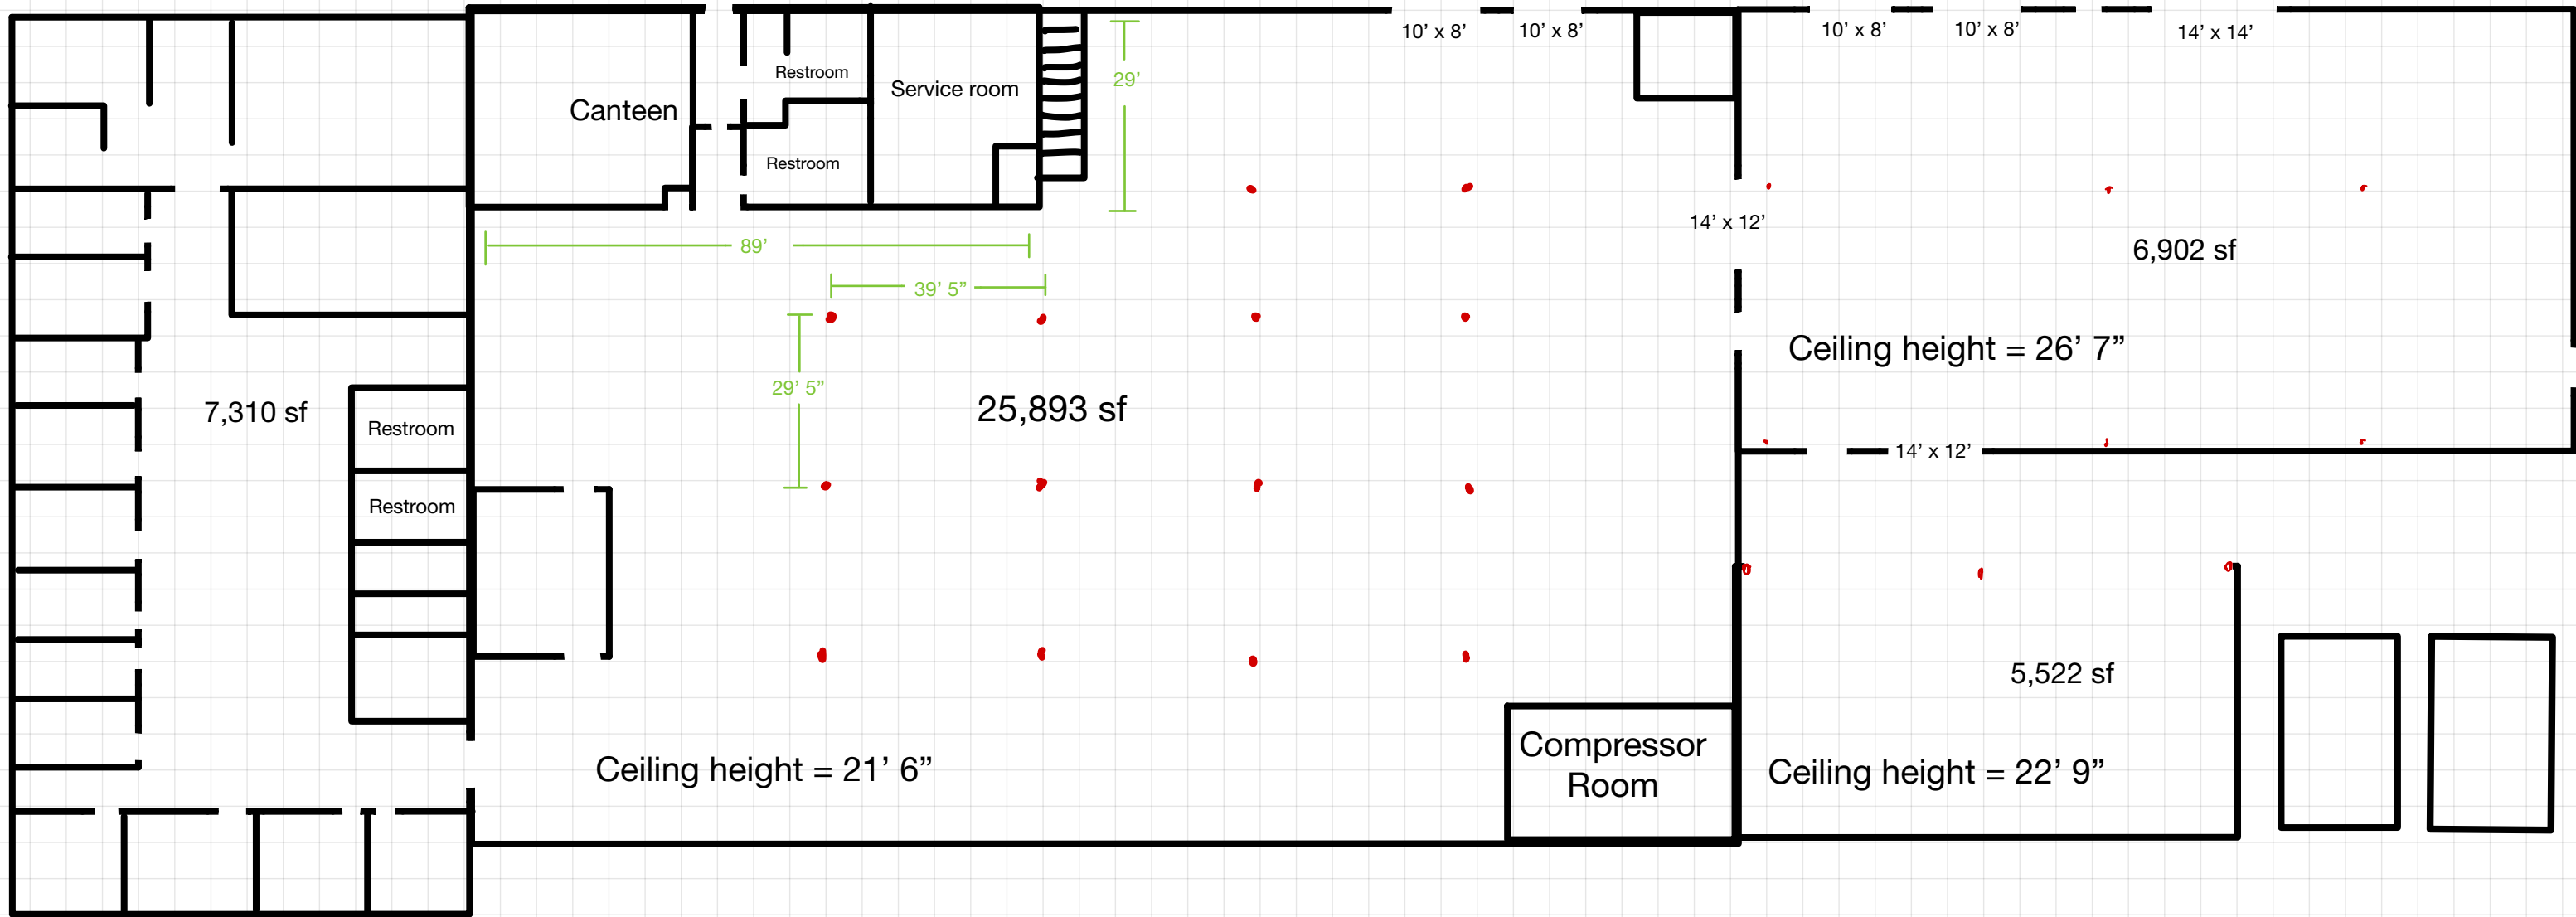 10’ x 8’
10’ x 8’
10’ x 8’
10’ x 8’
14’ x 14’
Restroom
29’
Service room
Canteen
Restroom
14’ x 12’
89’
6,902 sf
39’ 5”
Ceiling height = 26’ 7”
29’ 5”
7,310 sf
25,893 sf
Restroom
14’ x 12’
Restroom
5,522 sf
Compressor
Room
Ceiling height = 21’ 6”
Ceiling height = 22’ 9”